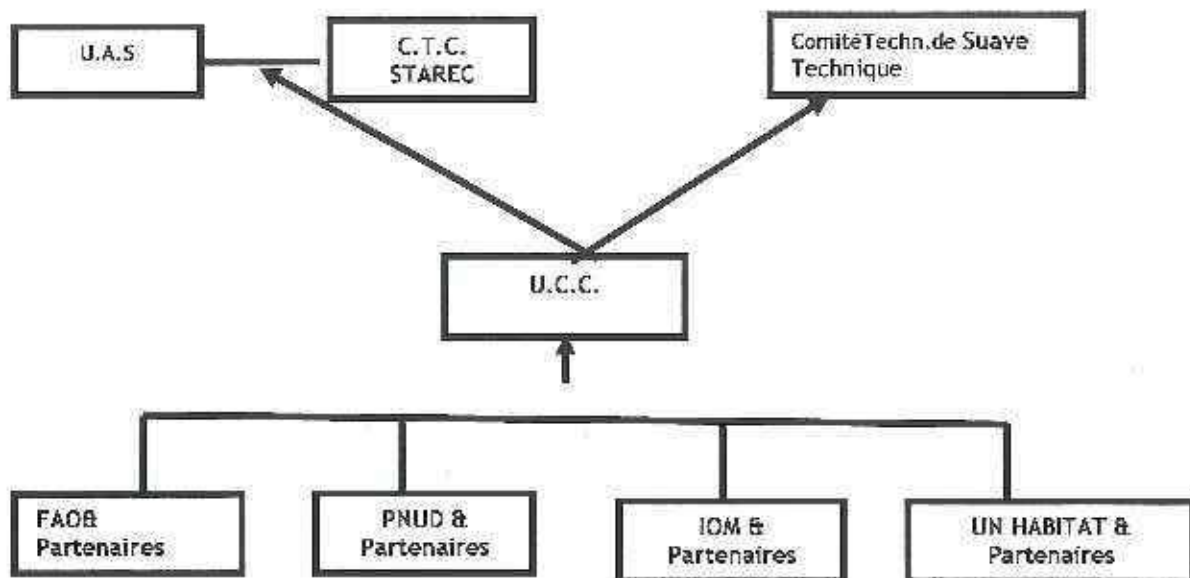 U.A.S
C.T.C.
STAREC
ComitéTechn.de Suave
Technique
U.C.C.
FAO&
Partenaires
PNUD &
Partenaires
IOM &
Partenaires
UN HABITAT &
Partenaires